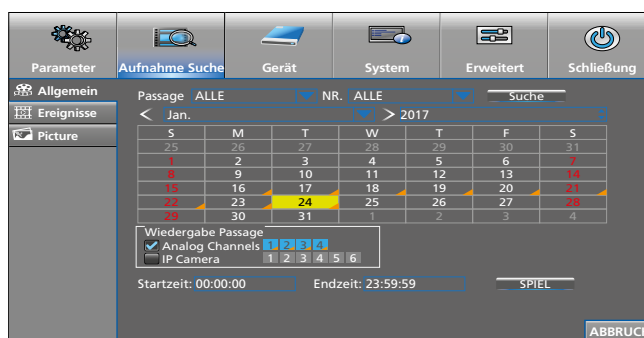 Parameter Aufnahme Suche Gerät System Erweitert Schließung
Allgemein
Ereignisse
Picture
Passage ALLE NR. ALLE Suche
< Jan. > 2017
S M T W T F S
25 26 27 28 29 30 31
1 2 3 4 5 6 7
8 9 10 11 12 13 14
15 16 17 18 19 20 21
22 23 24 25 26 27 28
29 30 31 1 2 3 4
Wiedergabe Passage
Analog Channels 1 2 3 4
IP Camera 1 2 3 4 5 6
Startzeit: 00:00:00 Endzeit: 23:59:59 SPIEL
ABBRUCH